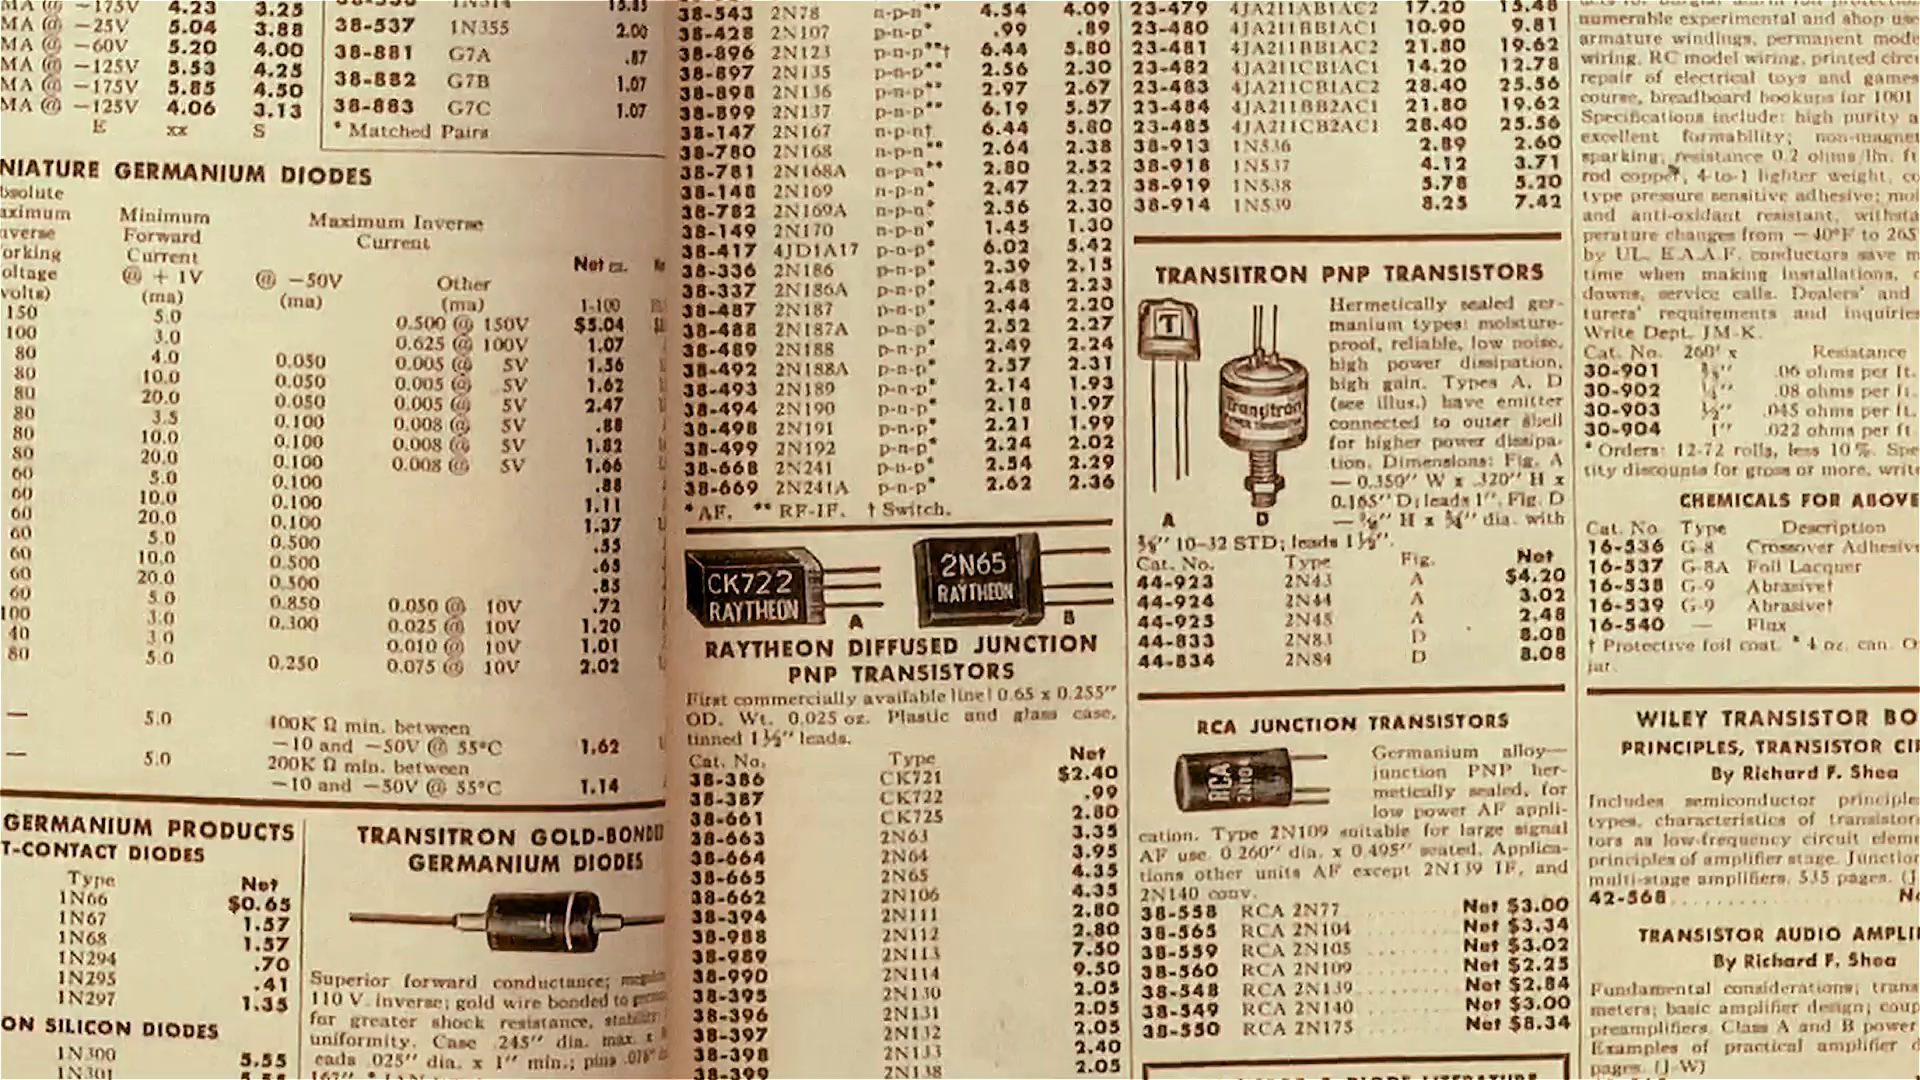 MA @ −175V 4.23 3.25
MA @ −25V 5.04 3.88
MA @ −60V 5.20 4.00
MA @ −125V 5.53 4.25
MA @ −175V 5.85 4.50
MA @ −125V 4.06 3.13
E xx S
38-537 1N355 2.00
38-881 G7A .87
38-882 G7B 1.07
38-883 G7C 1.07
* Matched Pairs
NIATURE GERMANIUM DIODES
Minimum Forward Current @ + 1V (ma)
Maximum Inverse Current
@ −50V (ma)
Other (ma)
Net
1-100
150 5.0 0.500 @ 150V $5.04
100 3.0 0.625 @ 100V 1.07
80 4.0 0.050 0.005 @ 5V 1.56
80 10.0 0.050 0.005 @ 5V 1.62
80 20.0 0.050 0.005 @ 5V 2.47
80 3.5 0.100 0.008 @ 5V .88
80 10.0 0.100 0.008 @ 5V 1.82
80 20.0 0.100 0.008 @ 5V 1.66
60 5.0 0.100 .88
60 10.0 0.100 1.11
60 20.0 0.100 1.37
60 5.0 0.500 .55
60 10.0 0.500 .65
60 20.0 0.500 .85
60 5.0 0.850 0.050 @ 10V .72
100 3.0 0.300 0.025 @ 10V 1.20
40 3.0 0.010 @ 10V 1.01
80 5.0 0.250 0.075 @ 10V 2.02
— 5.0 400K Ω min. between
−10 and −50V @ 55°C 1.62
— 5.0 200K Ω min. between
−10 and −50V @ 55°C 1.14
GERMANIUM PRODUCTS
T-CONTACT DIODES
Type Net
1N66 $0.65
1N67 1.57
1N68 1.57
1N294 .70
1N295 .41
1N297 1.35
ON SILICON DIODES
1N300 5.55
1N301
TRANSITRON GOLD-BONDED
GERMANIUM DIODES
Superior forward conductance;
110 V. inverse; gold wire bonded to
for greater shock resistance,
uniformity. Case .245" dia. max. x
eads .025" dia. x 1" min.; pins
38-543 2N78 n-p-n** 4.54 4.09
38-428 2N107 p-n-p* .99 .89
38-896 2N123 p-n-p**† 6.44 5.80
38-897 2N135 p-n-p** 2.56 2.30
38-898 2N136 p-n-p** 2.97 2.67
38-899 2N137 p-n-p** 6.19 5.57
38-147 2N167 n-p-n† 6.44 5.80
38-780 2N168 n-p-n** 2.64 2.38
38-781 2N168A n-p-n** 2.80 2.52
38-148 2N169 n-p-n* 2.47 2.22
38-782 2N169A n-p-n* 2.56 2.30
38-149 2N170 n-p-n* 1.45 1.30
38-417 4JD1A17 p-n-p* 6.02 5.42
38-336 2N186 p-n-p* 2.39 2.15
38-337 2N186A p-n-p* 2.48 2.23
38-487 2N187 p-n-p* 2.44 2.20
38-488 2N187A p-n-p* 2.52 2.27
38-489 2N188 p-n-p* 2.49 2.24
38-492 2N188A p-n-p* 2.57 2.31
38-493 2N189 p-n-p* 2.14 1.93
38-494 2N190 p-n-p* 2.18 1.97
38-498 2N191 p-n-p* 2.21 1.99
38-499 2N192 p-n-p* 2.24 2.02
38-668 2N241 p-n-p* 2.54 2.29
38-669 2N241A p-n-p* 2.62 2.36
*AF. ** RF-IF. † Switch.
CK722 RAYTHEON A
2N65 RAYTHEON B
RAYTHEON DIFFUSED JUNCTION
PNP TRANSISTORS
First commercially available line! 0.65 x 0.255"
OD. Wt. 0.025 oz. Plastic and glass case,
tinned 1½" leads.
Cat. No. Type Net
38-386 CK721 $2.40
38-387 CK722 .99
38-661 CK725 2.80
38-663 2N63 3.35
38-664 2N64 3.95
38-665 2N65 4.35
38-662 2N106 4.35
38-394 2N111 2.80
38-988 2N112 2.80
38-989 2N113 7.50
38-990 2N114 9.50
38-395 2N130 2.05
38-396 2N131 2.05
38-397 2N132 2.05
38-398 2N133 2.40
38-399 2N138 2.05
23-479 4JA211AB1AC2 17.20 15.48
23-480 4JA211BB1AC1 10.90 9.81
23-481 4JA211BB1AC2 21.80 19.62
23-482 4JA211CB1AC1 14.20 12.78
23-483 4JA211CB1AC2 28.40 25.56
23-484 4JA211BB2AC1 21.80 19.62
23-485 4JA211CB2AC1 28.40 25.56
38-913 1N536 2.89 2.60
38-918 1N537 4.12 3.71
38-919 1N538 5.78 5.20
38-914 1N539 8.25 7.42
TRANSITRON PNP TRANSISTORS
T
Transitron
A D
Hermetically sealed ger-
manium types: moisture-
proof, reliable, low noise,
high power dissipation,
high gain. Types A, D
(see illus.) have emitter
connected to outer shell
for higher power dissipa-
tion. Dimensions: Fig. A
— 0.350" W x .320" H x
0.165" D; leads 1". Fig. D
H x dia. with
10-32 STD; leads 1½".
Cat. No. Type Fig. Net
44-923 2N43 A $4.20
44-924 2N44 A 3.02
44-925 2N45 A 2.48
44-833 2N83 D 8.08
44-834 2N84 D 8.08
RCA JUNCTION TRANSISTORS
RCA
Germanium alloy—
junction PNP her-
metically sealed, for
low power AF appli-
cation. Type 2N109 suitable for large signal
AF use. 0.260" dia. x 0.495" seated. Applica-
tions other units AF except 2N139 IF, and
2N140 conv.
38-558 RCA 2N77 Net $3.00
38-565 RCA 2N104 Net $3.34
38-559 RCA 2N105 Net $3.02
38-560 RCA 2N109 Net $2.25
38-548 RCA 2N139 Net $2.84
38-549 RCA 2N140 Net $3.00
38-550 RCA 2N175 Net $8.34
numerable experimental and shop use
armature windings, permanent mode
wiring, RC model wiring, printed circ
repair of electrical toys and games
course, breadboard hookups for 1001
Specifications include: high purity a
excellent formability; non-magnet
sparking; resistance 0.2 ohms/lin. ft
rod copper, 4-to-1 lighter weight, co
type pressure sensitive adhesive; moi
and anti-oxidant resistant, withsta
perature changes from −40°F to 265
by UL, E.A.A.F. conductors save m
time when making installations,
downs, service calls. Dealers' and
turers' requirements and inquiries
Write Dept. JM-K.
Cat. No. 260' x Resistance
30-901 .06 ohms per ft.
30-902 ¼" .08 ohms per ft.
30-903 ½" .045 ohms per ft.
30-904 1" .022 ohms per ft
* Orders: 12-72 rolls, less 10%. Spe
tity discounts for gross or more, write
CHEMICALS FOR ABOVE
Cat. No. Type Description
16-536 G-8 Crossover Adhesive
16-537 G-8A Foil Lacquer
16-538 G-9 Abrasive†
16-539 G-9 Abrasive†
16-540 — Flux
† Protective foil coat. * 4 oz. can. O
jar.
WILEY TRANSISTOR BO
PRINCIPLES, TRANSISTOR CI
By Richard F. Shea
Includes semiconductor principle
types, characteristics of transistor
tors as low-frequency circuit eleme
principles of amplifier stage. Junction
multi-stage amplifiers. 535 pages. (J
42-568
TRANSISTOR AUDIO AMPLI
By Richard F. Shea
Fundamental considerations; trans
meters; basic amplifier design; coup
preamplifiers. Class A and B power
Examples of practical amplifier d
pages. (J-W)